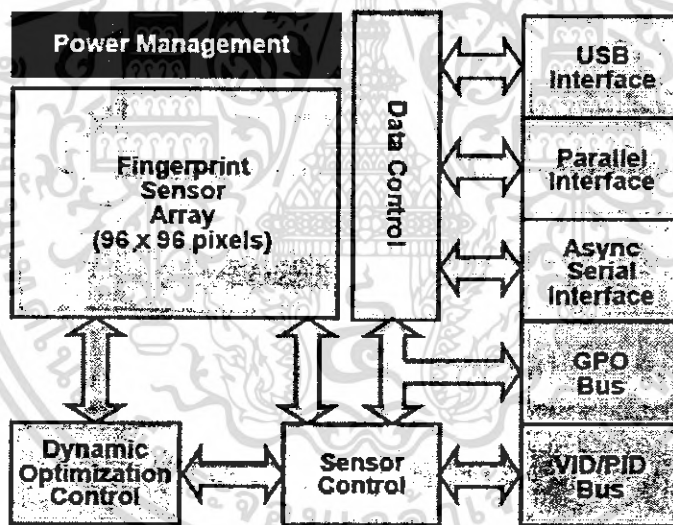 Power Management
Fingerprint
Sensor
Array
(96 x 96 pixels)
Data Control
USB
Interface
Parallel
Interface
Async
Serial
Interface
GPO
Bus
Dynamic
Optimization
Control
Sensor
Control
VID/PID
Bus